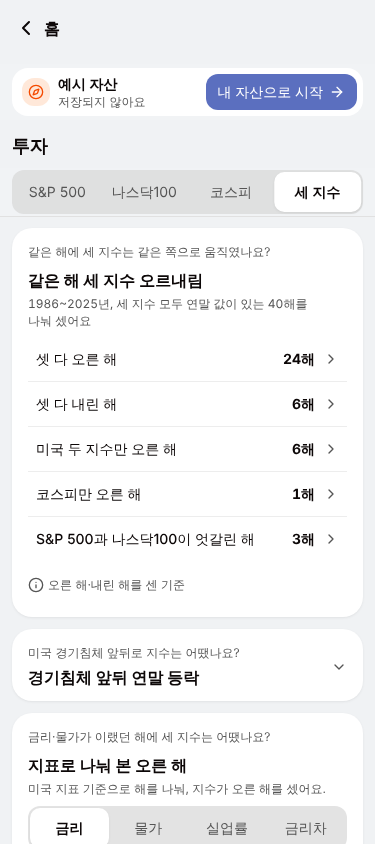 홈
예시 자산
저장되지 않아요
내 자산으로 시작
투자
S&P 500 나스닥100 코스피 세 지수
같은 해에 세 지수는 같은 쪽으로 움직였나요?
같은 해 세 지수 오르내림
1986~2025년, 세 지수 모두 연말 값이 있는 40해를
나눠 셌어요
셋 다 오른 해 24해
셋 다 내린 해 6해
미국 두 지수만 오른 해 6해
코스피만 오른 해 1해
S&P 500과 나스닥100이 엇갈린 해 3해
오른 해·내린 해를 센 기준
미국 경기침체 앞뒤로 지수는 어땠나요?
경기침체 앞뒤 연말 등락
금리·물가가 이랬던 해에 세 지수는 어땠나요?
지표로 나눠 본 오른 해
미국 지표 기준으로 해를 나눠, 지수가 오른 해를 셌어요.
금리 물가 실업률 금리차